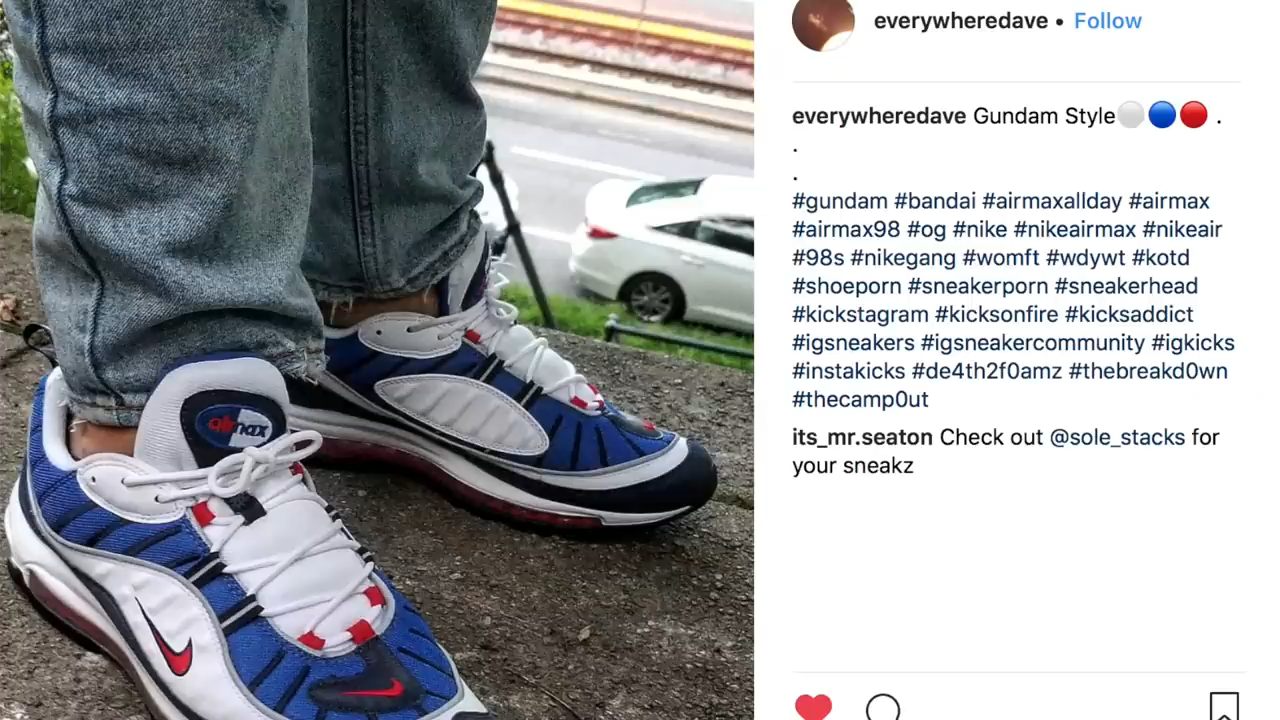 everywheredave • Follow
everywheredave Gundam Style⚪🔵🔴 .
.
.
#gundam #bandai #airmaxallday #airmax
#airmax98 #og #nike #nikeairmax #nikeair
#98s #nikegang #womft #wdywt #kotd
#shoeporn #sneakerporn #sneakerhead
#kickstagram #kicksonfire #kicksaddict
#igsneakers #igsneakercommunity #igkicks
#instakicks #de4th2f0amz #thebreakd0wn
#thecamp0ut
its_mr.seaton Check out @sole_stacks for
your sneakz
airmax